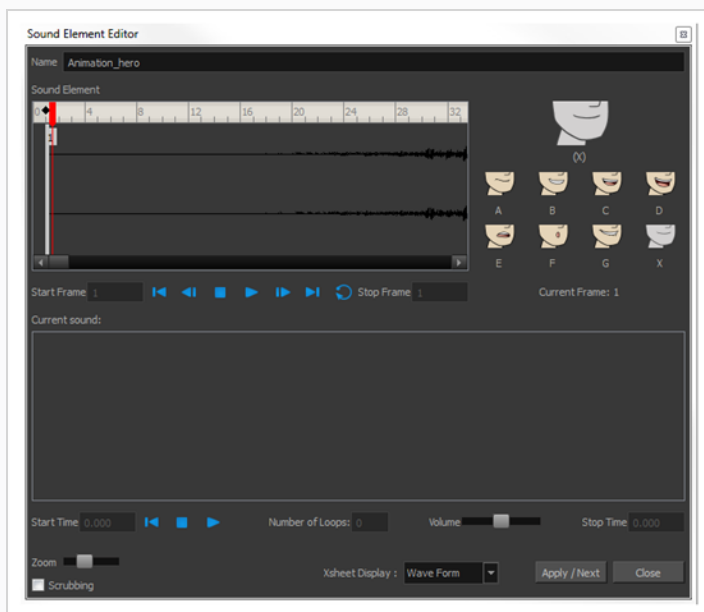 Sound Element Editor
Name Animation_hero
Sound Element
0 4 8 12 16 20 24 28 32
(X)
A B C D
E F G X
Start Frame 1 Stop Frame 1 Current Frame: 1
Current sound:
Start Time 0.000 Number of Loops: 0 Volume Stop Time 0.000
Zoom
Xsheet Display : Wave Form Apply / Next Close
Scrubbing